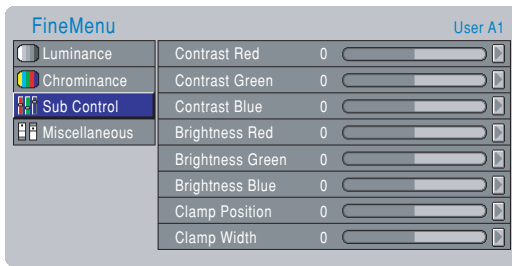 FineMenu User A1
Luminance
Chrominance
Sub Control
Miscellaneous
Contrast Red 0
Contrast Green 0
Contrast Blue 0
Brightness Red 0
Brightness Green 0
Brightness Blue 0
Clamp Position 0
Clamp Width 0